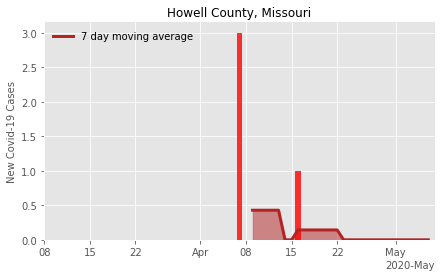 Howell County, Missouri
7 day moving average
New Covid-19 Cases
3.0
2.5
2.0
1.5
1.0
0.5
0.0
08 15 22 Apr 08 15 22 May
2020-May